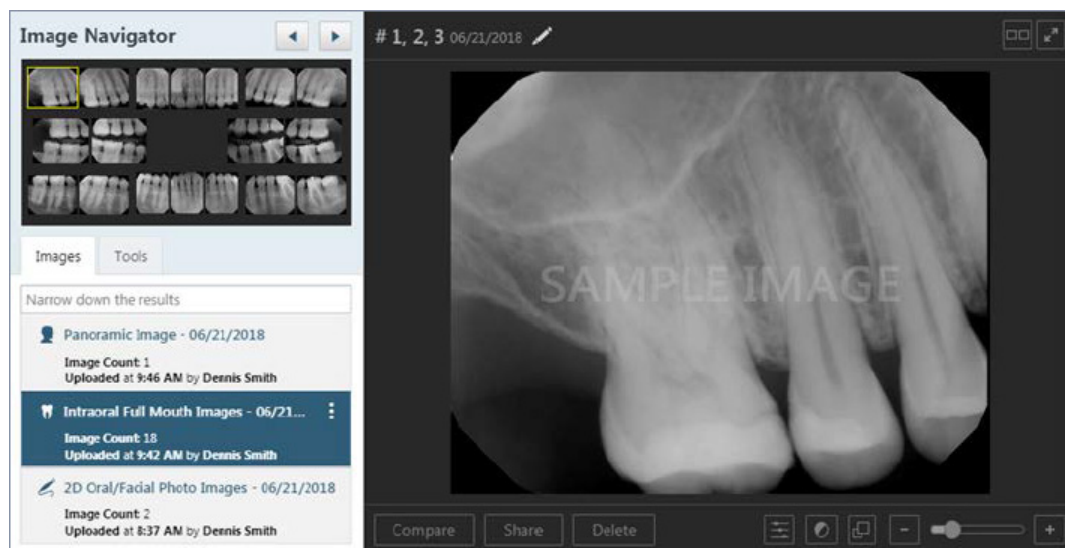 Image Navigator
Images
Tools
Narrow down the results
Panoramic Image - 06/21/2018
Image Count: 1
Uploaded at 9:46 AM by Dennis Smith
Intraoral Full Mouth Images - 06/21...
Image Count: 18
Uploaded at 9:42 AM by Dennis Smith
2D Oral/Facial Photo Images - 06/21/2018
Image Count: 2
Uploaded at 8:37 AM by Dennis Smith
# 1, 2, 3 06/21/2018
SAMPLE IMAGE
Compare
Share
Delete